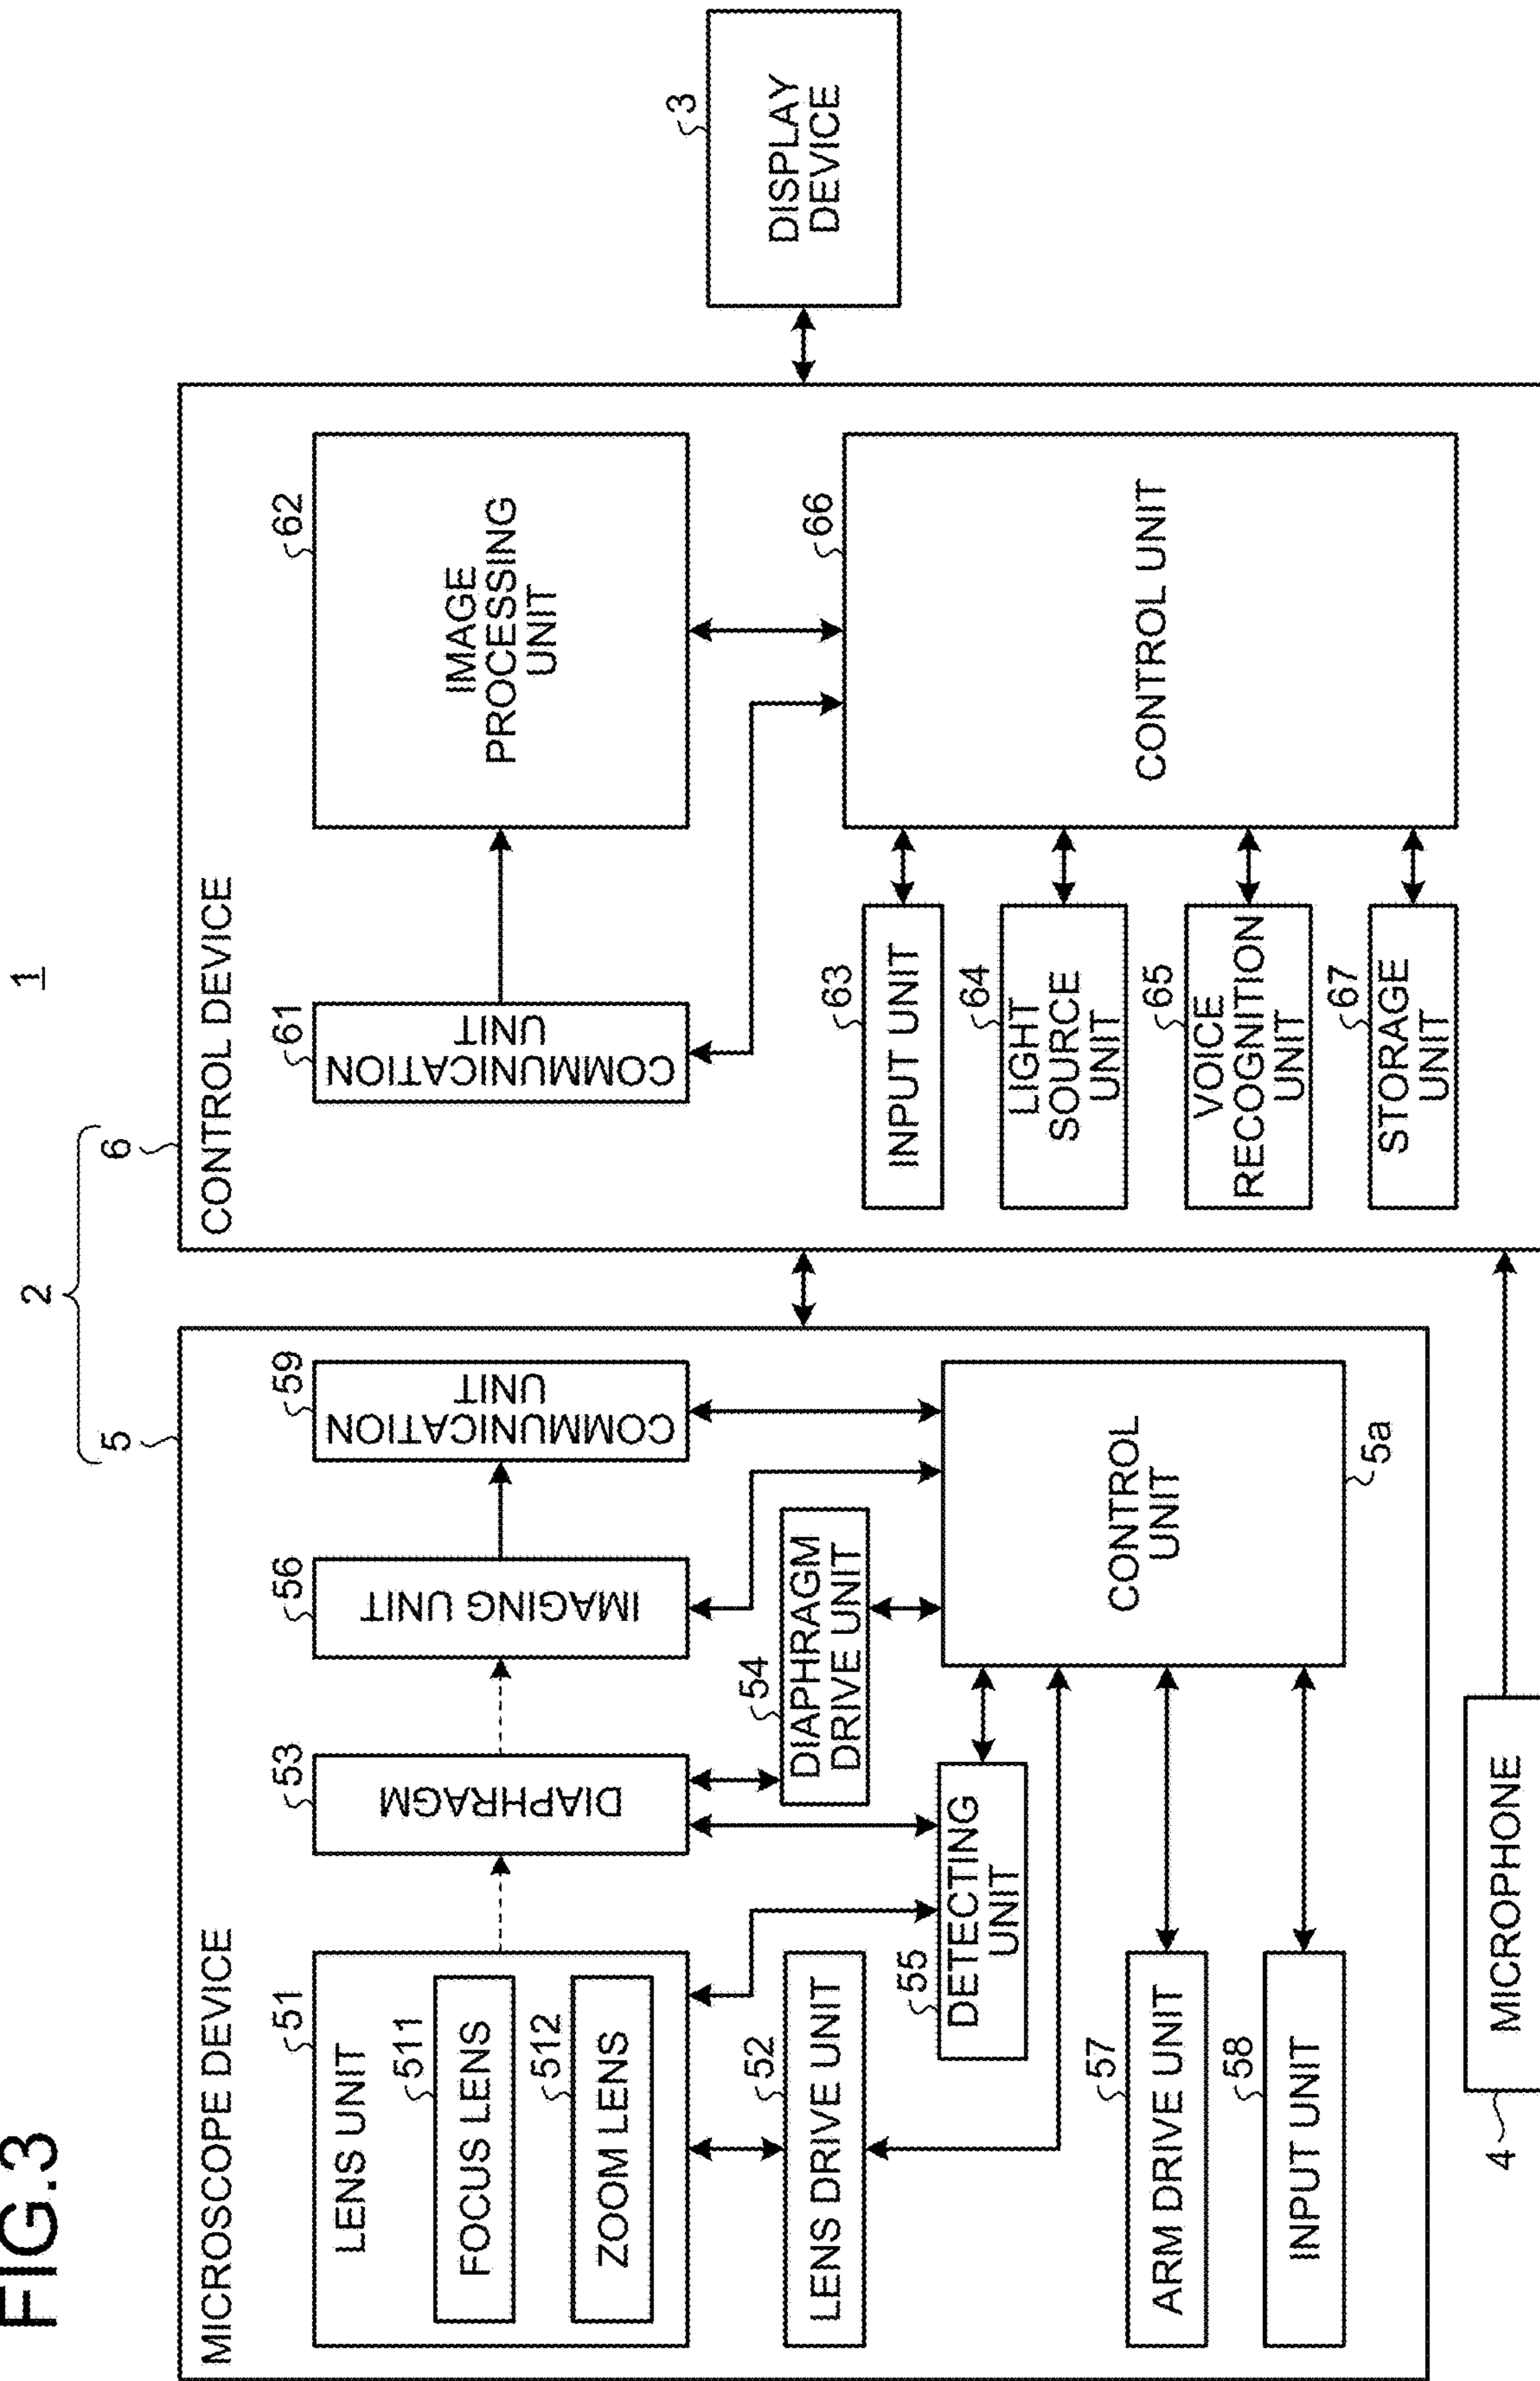 FIG.3
1
2
5
MICROSCOPE DEVICE
51
LENS UNIT
511
FOCUS LENS
512
ZOOM LENS
53
DIAPHRAGM
56
IMAGING UNIT
59
COMMUNICATION
UNIT
52
LENS DRIVE UNIT
54
DIAPHRAGM
DRIVE UNIT
55
DETECTING
UNIT
CONTROL
UNIT
5a
57
ARM DRIVE UNIT
58
INPUT UNIT
4
MICROPHONE
6
CONTROL DEVICE
61
COMMUNICATION
UNIT
62
IMAGE
PROCESSING
UNIT
63
INPUT UNIT
64
LIGHT
SOURCE
UNIT
65
VOICE
RECOGNITION
UNIT
67
STORAGE
UNIT
66
CONTROL UNIT
3
DISPLAY
DEVICE